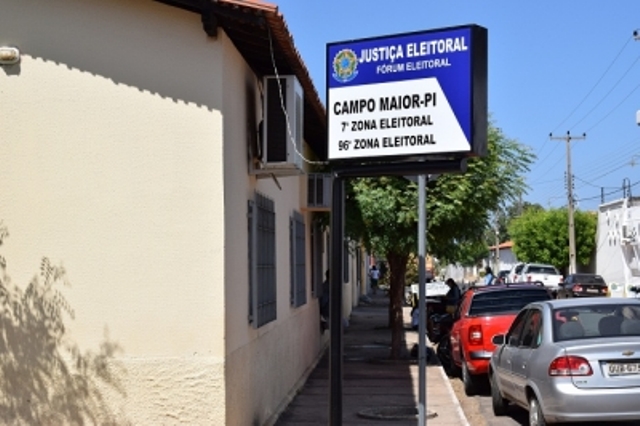 JUSTIÇA ELEITORAL
FÓRUM ELEITORAL
CAMPO MAIOR-PI
7ª ZONA ELEITORAL
96ª ZONA ELEITORAL